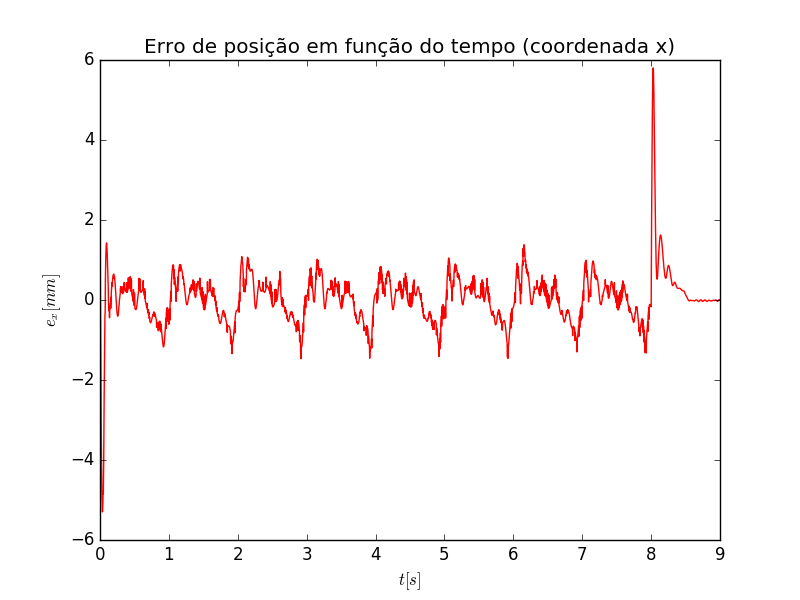 Erro de posição em função do tempo (coordenada x)
6
4
2
0
−2
−4
−6
e_x[mm]
0 1 2 3 4 5 6 7 8 9
t[s]